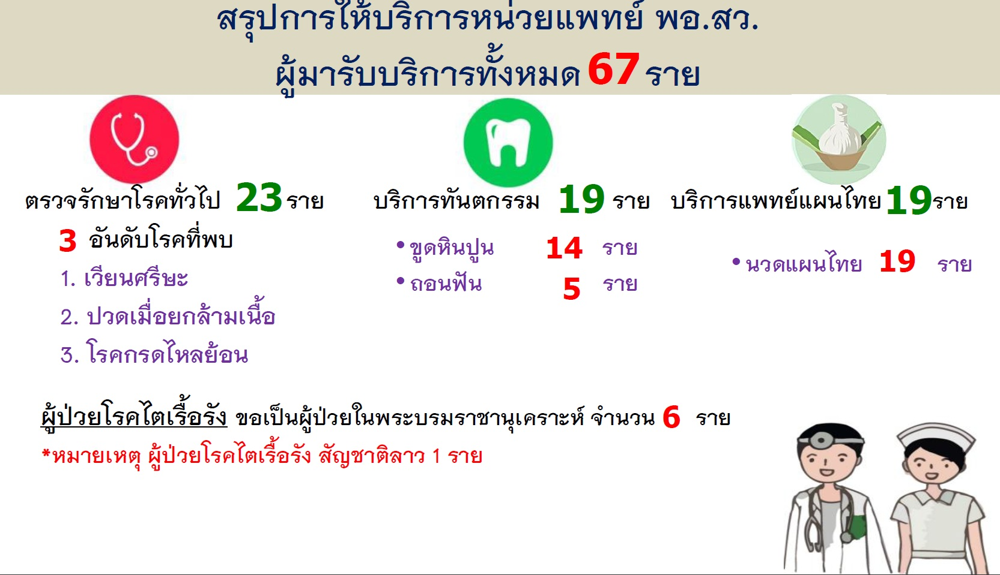 สรุปการให้บริการหน่วยแพทย์ พอ.สว.
ผู้มารับบริการทั้งหมด 67 ราย
ตรวจรักษาโรคทั่วไป 23 ราย
3 อันดับโรคที่พบ
1. เวียนศรีษะ
2. ปวดเมื่อยกล้ามเนื้อ
3. โรคกรดไหลย้อน
บริการทันตกรรม 19 ราย
• ขูดหินปูน 14 ราย
• ถอนฟัน 5 ราย
บริการแพทย์แผนไทย 19 ราย
• นวดแผนไทย 19 ราย
ผู้ป่วยโรคไตเรื้อรัง ขอเป็นผู้ป่วยในพระบรมราชานุเคราะห์ จำนวน 6 ราย
*หมายเหตุ ผู้ป่วยโรคไตเรื้อรัง สัญชาติลาว 1 ราย